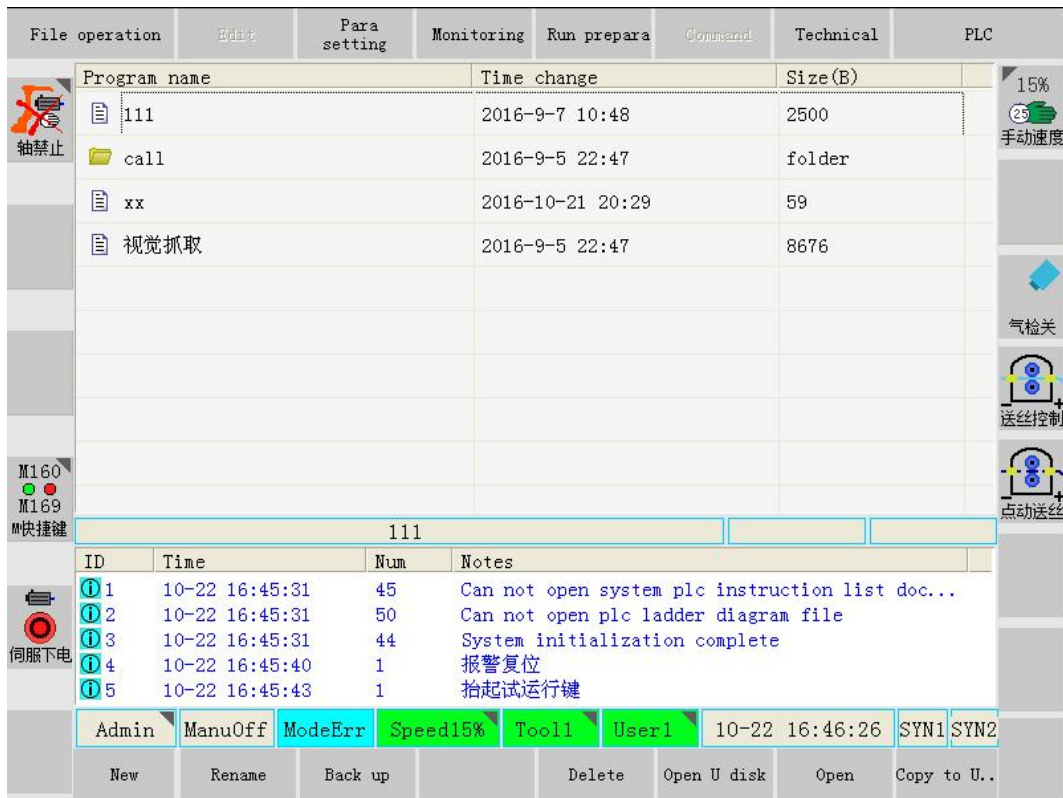 File operation Edit Para setting Monitoring Run prepara Command Technical PLC
Program name Time change Size(B)
111 2016-9-7 10:48 2500
call 2016-9-5 22:47 folder
xx 2016-10-21 20:29 59
视觉抓取 2016-9-5 22:47 8676
轴禁止
M160
M169
M快捷键
伺服下电
15%
25
手动速度
气检关
- +
送丝控制
- +
点动送丝
111
ID Time Num Notes
1 10-22 16:45:31 45 Can not open system plc instruction list doc...
2 10-22 16:45:31 50 Can not open plc ladder diagram file
3 10-22 16:45:31 44 System initialization complete
4 10-22 16:45:40 1 报警复位
5 10-22 16:45:43 1 抬起试运行键
Admin ManuOff ModeErr Speed15% Tool1 User1 10-22 16:46:26 SYN1 SYN2
New Rename Back up Delete Open U disk Open Copy to U..